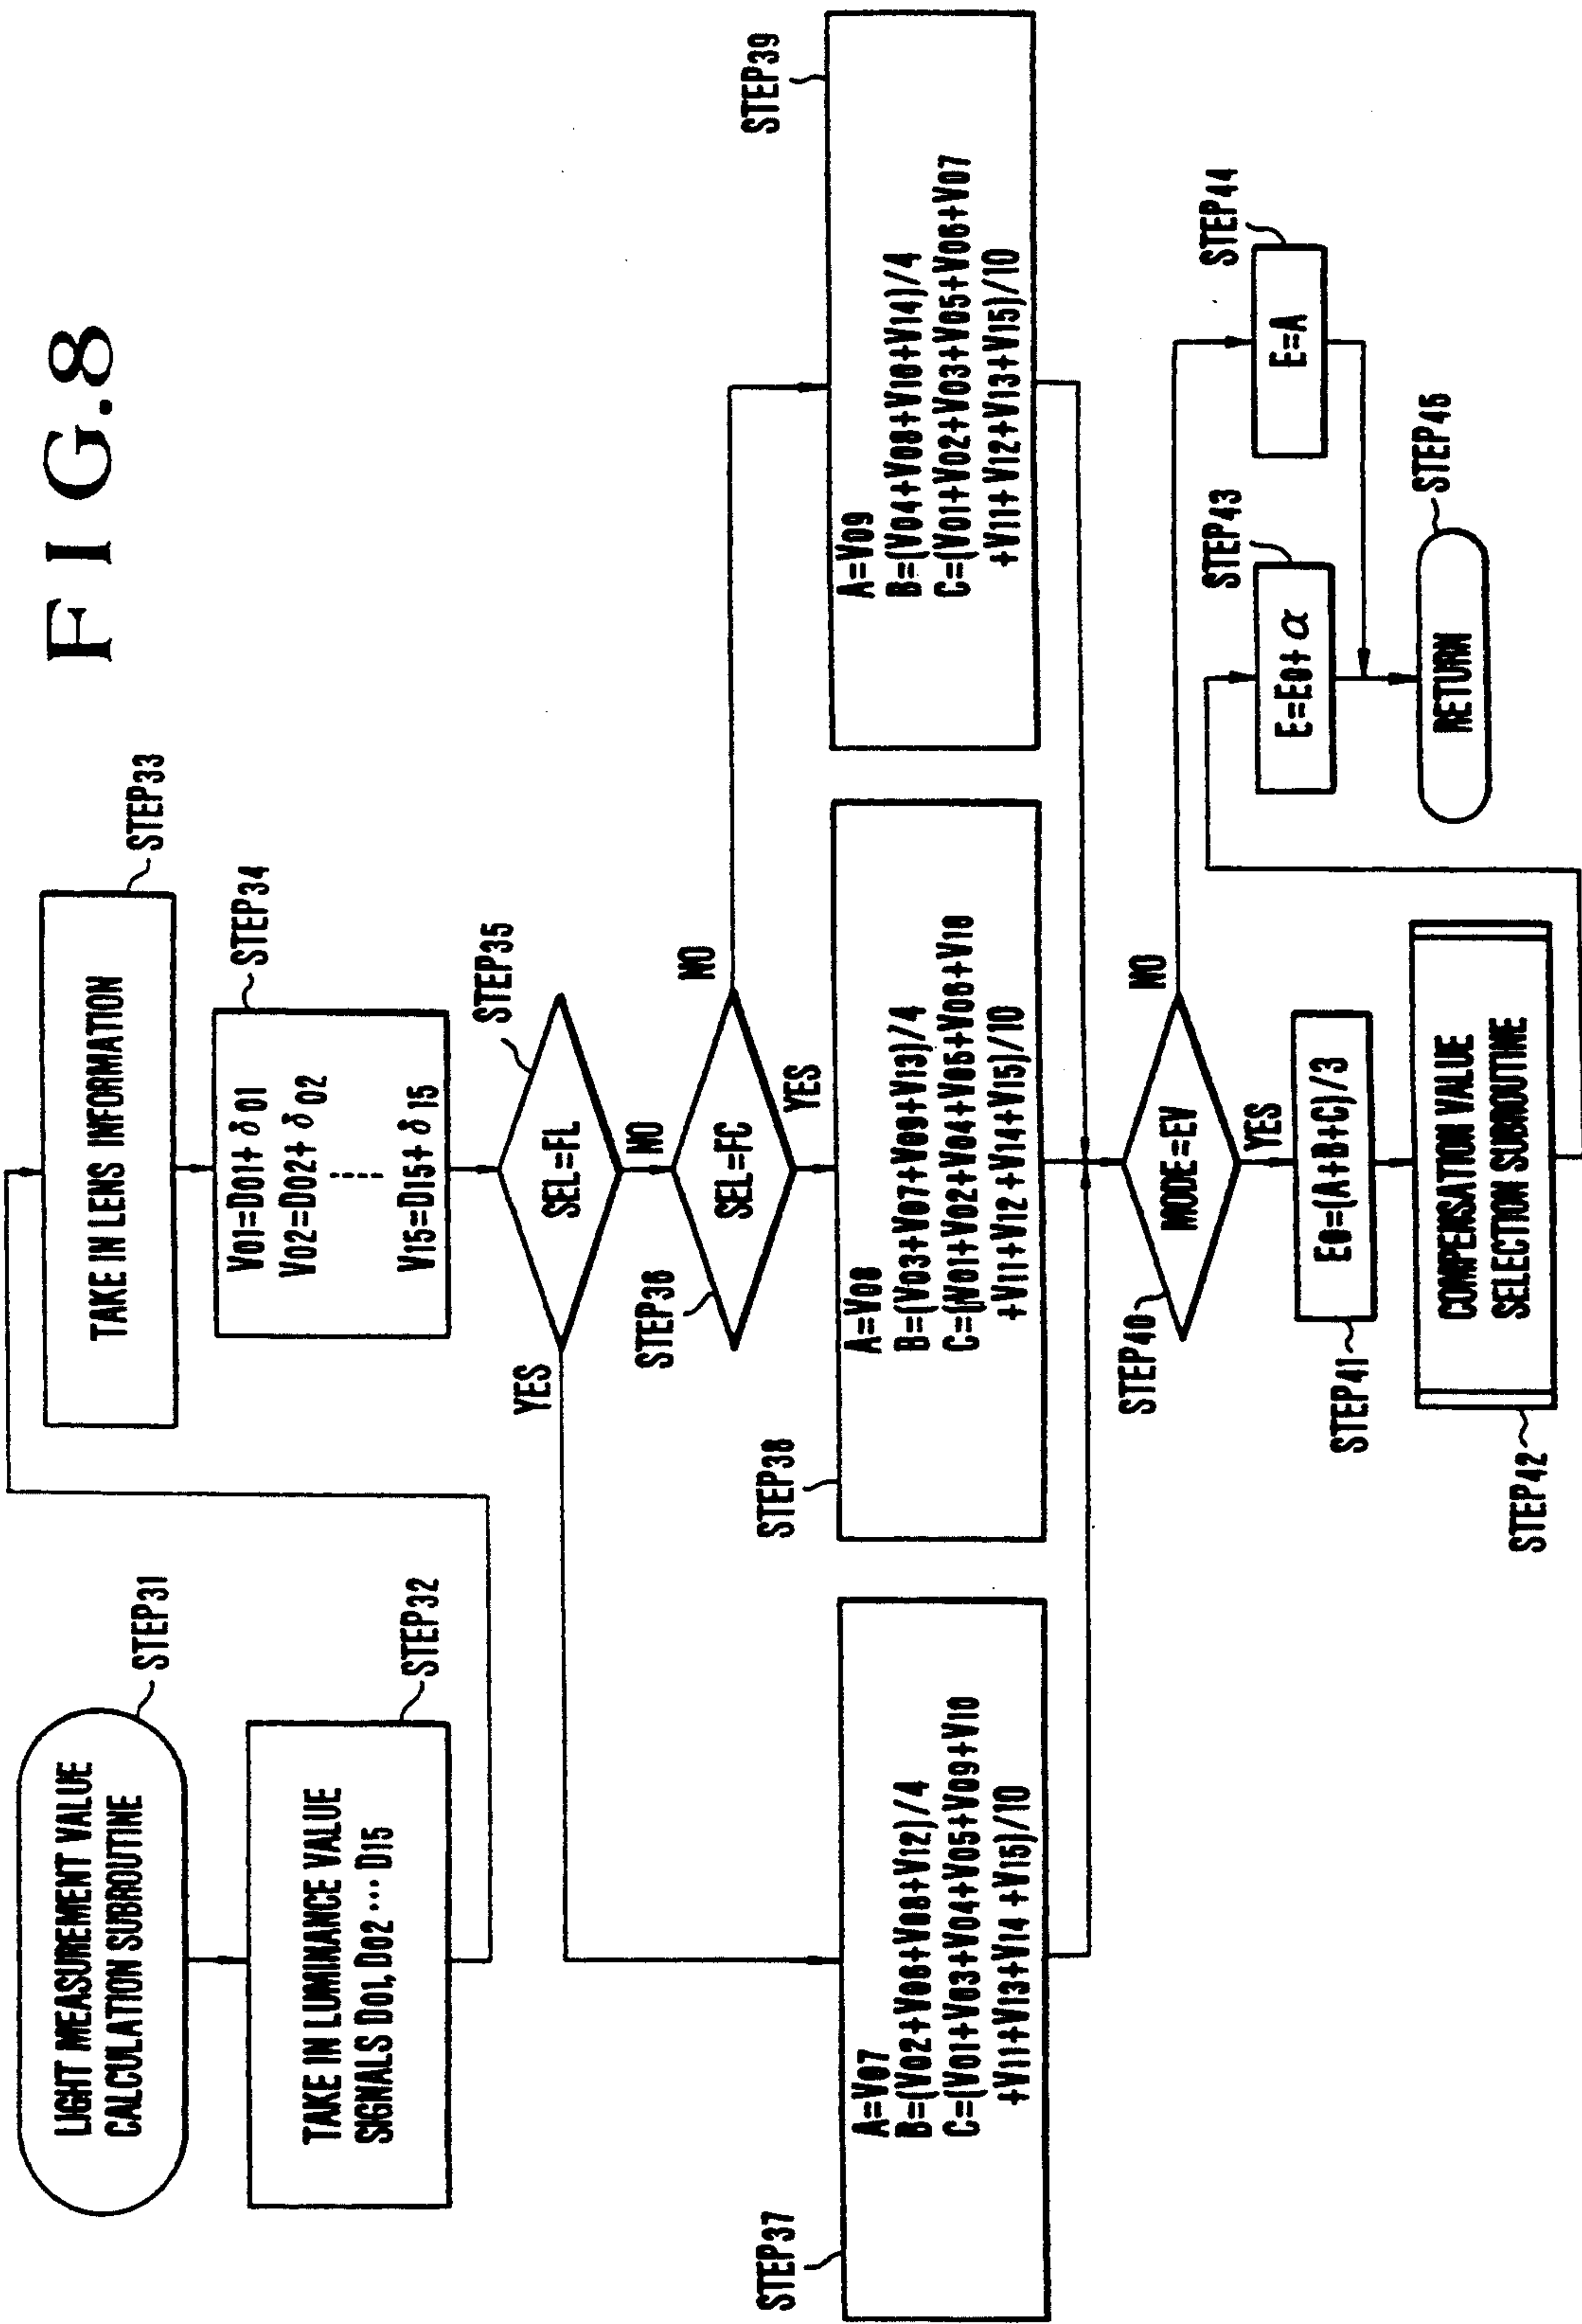 FIG.8
LIGHT MEASUREMENT VALUE
CALCULATION SUBROUTINE
STEP31
TAKE IN LUMINANCE VALUE
SIGNALS D01,D02···D15
STEP32
TAKE IN LENS INFORMATION
STEP33
V01=D01+δ01
V02=D02+δ02
V15=D15+δ15
STEP34
SEL=FL
STEP35
YES
NO
SEL=FC
STEP36
NO
YES
STEP37
A=V07
B=(V02+V06+V08+V12)/4
C=(V01+V03+V04+V05+V09+V10
+V11+V13+V14+V15)/10
STEP38
A=V08
B=(V03+V07+V09+V13)/4
C=(V01+V02+V04+V05+V06+V10
+V11+V12+V14+V15)/10
STEP39
A=V09
B=(V04+V08+V10+V14)/4
C=(V01+V02+V03+V05+V06+V07
+V11+V12+V13+V15)/10
STEP40
MODE=EV
NO
YES
STEP41
E0=(A+B+C)/3
STEP42
COMPENSATION VALUE
SELECTION SUBROUTINE
STEP43
E=E0+α
STEP44
E=A
STEP45
RETURN